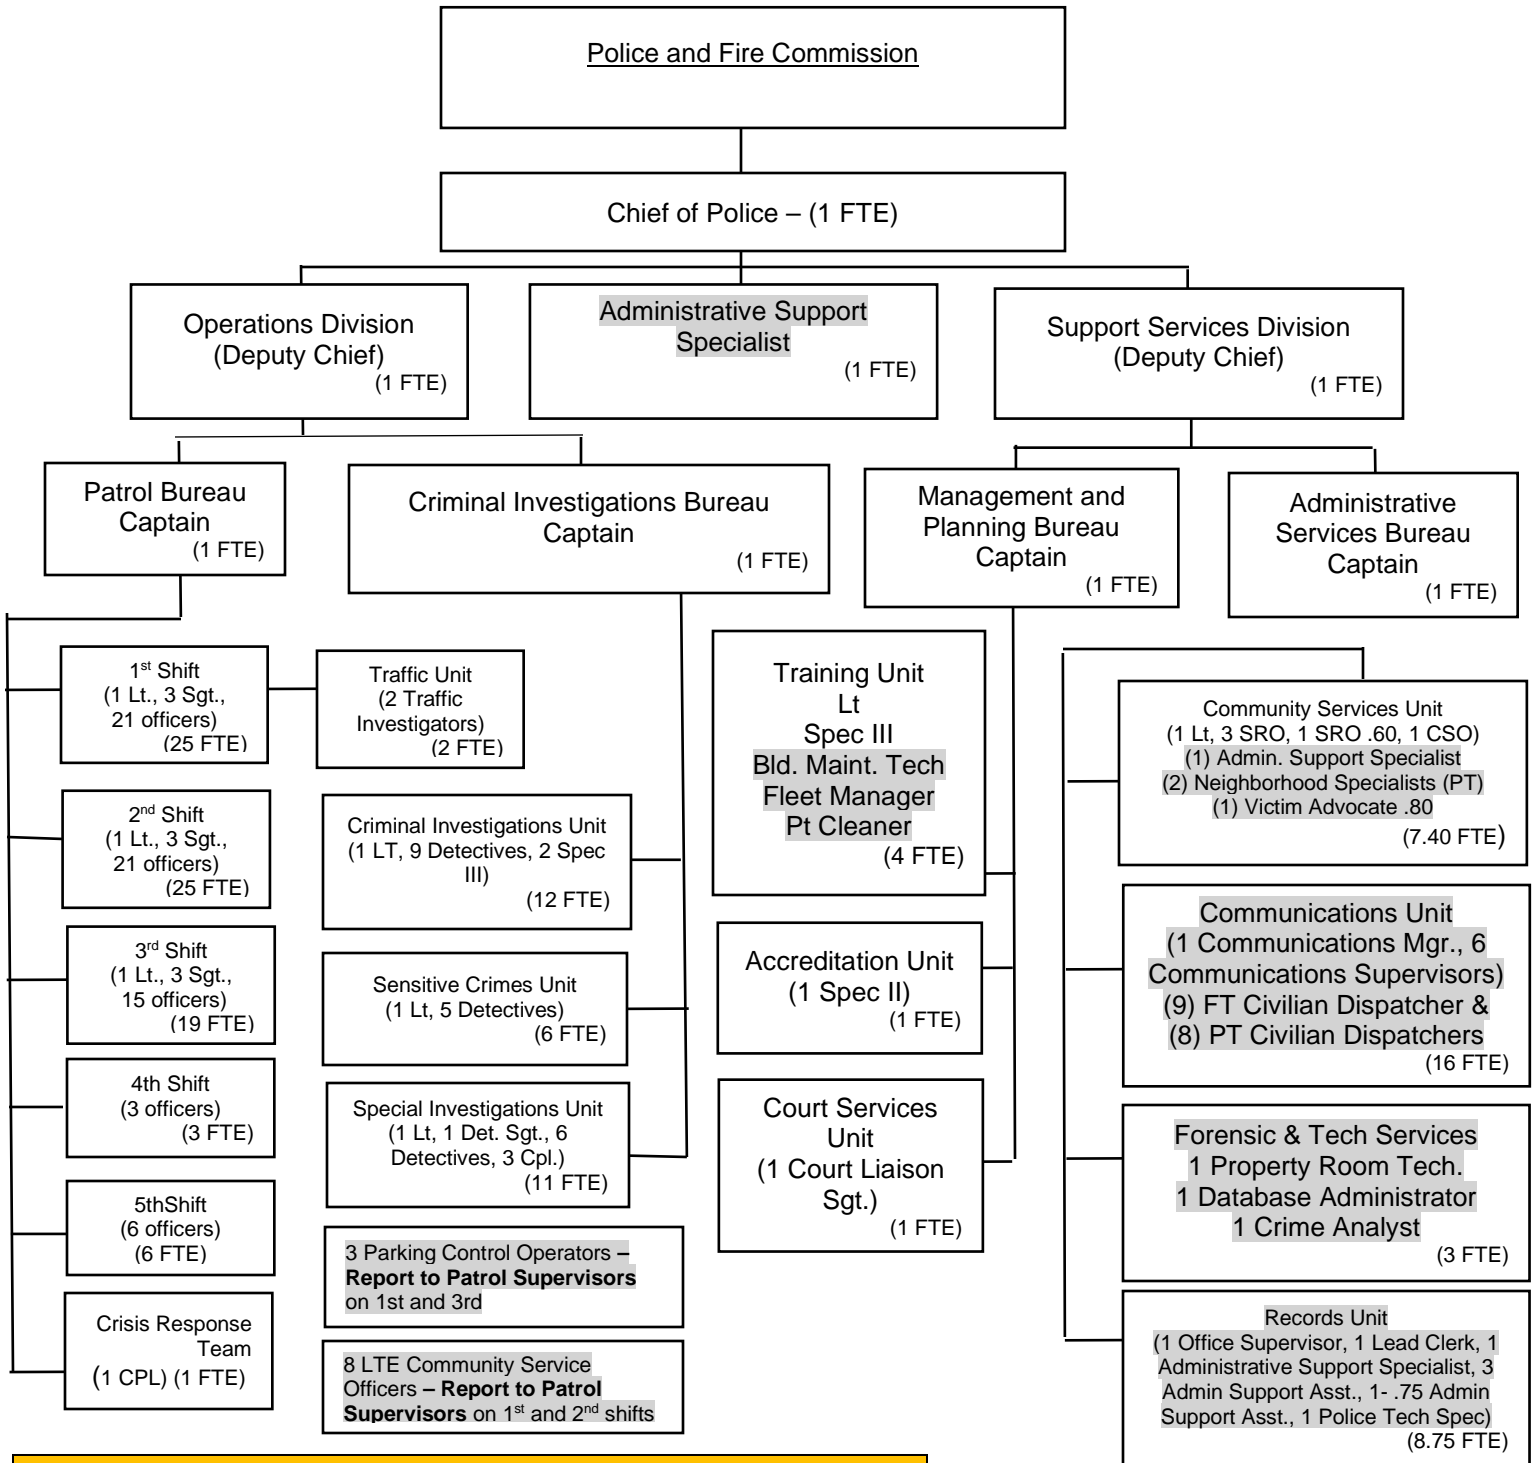 Police and Fire Commission
Chief of Police – (1 FTE)
Operations Division
(Deputy Chief)
(1 FTE)
Administrative Support
Specialist
(1 FTE)
Support Services Division
(Deputy Chief)
(1 FTE)
Patrol Bureau
Captain
(1 FTE)
Criminal Investigations Bureau
Captain
(1 FTE)
Management and
Planning Bureau
Captain
(1 FTE)
Administrative
Services Bureau
Captain
(1 FTE)
1st Shift
(1 Lt., 3 Sgt.,
21 officers)
(25 FTE)
Traffic Unit
(2 Traffic
Investigators)
(2 FTE)
2nd Shift
(1 Lt., 3 Sgt.,
21 officers)
(25 FTE)
3rd Shift
(1 Lt., 3 Sgt.,
15 officers)
(19 FTE)
4th Shift
(3 officers)
(3 FTE)
5thShift
(6 officers)
(6 FTE)
Crisis Response
Team
(1 CPL) (1 FTE)
Criminal Investigations Unit
(1 LT, 9 Detectives, 2 Spec
III)
(12 FTE)
Sensitive Crimes Unit
(1 Lt, 5 Detectives)
(6 FTE)
Special Investigations Unit
(1 Lt, 1 Det. Sgt., 6
Detectives, 3 Cpl.)
(11 FTE)
3 Parking Control Operators –
Report to Patrol Supervisors
on 1st and 3rd
8 LTE Community Service
Officers – Report to Patrol
Supervisors on 1st and 2nd shifts
Training Unit
Lt
Spec III
Bld. Maint. Tech
Fleet Manager
Pt Cleaner
(4 FTE)
Accreditation Unit
(1 Spec II)
(1 FTE)
Court Services
Unit
(1 Court Liaison
Sgt.)
(1 FTE)
Community Services Unit
(1 Lt, 3 SRO, 1 SRO .60, 1 CSO)
(1) Admin. Support Specialist
(2) Neighborhood Specialists (PT)
(1) Victim Advocate .80
(7.40 FTE)
Communications Unit
(1 Communications Mgr., 6
Communications Supervisors)
(9) FT Civilian Dispatcher &
(8) PT Civilian Dispatchers
(16 FTE)
Forensic & Tech Services
1 Property Room Tech.
1 Database Administrator
1 Crime Analyst
(3 FTE)
Records Unit
(1 Office Supervisor, 1 Lead Clerk, 1
Administrative Support Specialist, 3
Admin Support Asst., 1- .75 Admin
Support Asst., 1 Police Tech Spec)
(8.75 FTE)